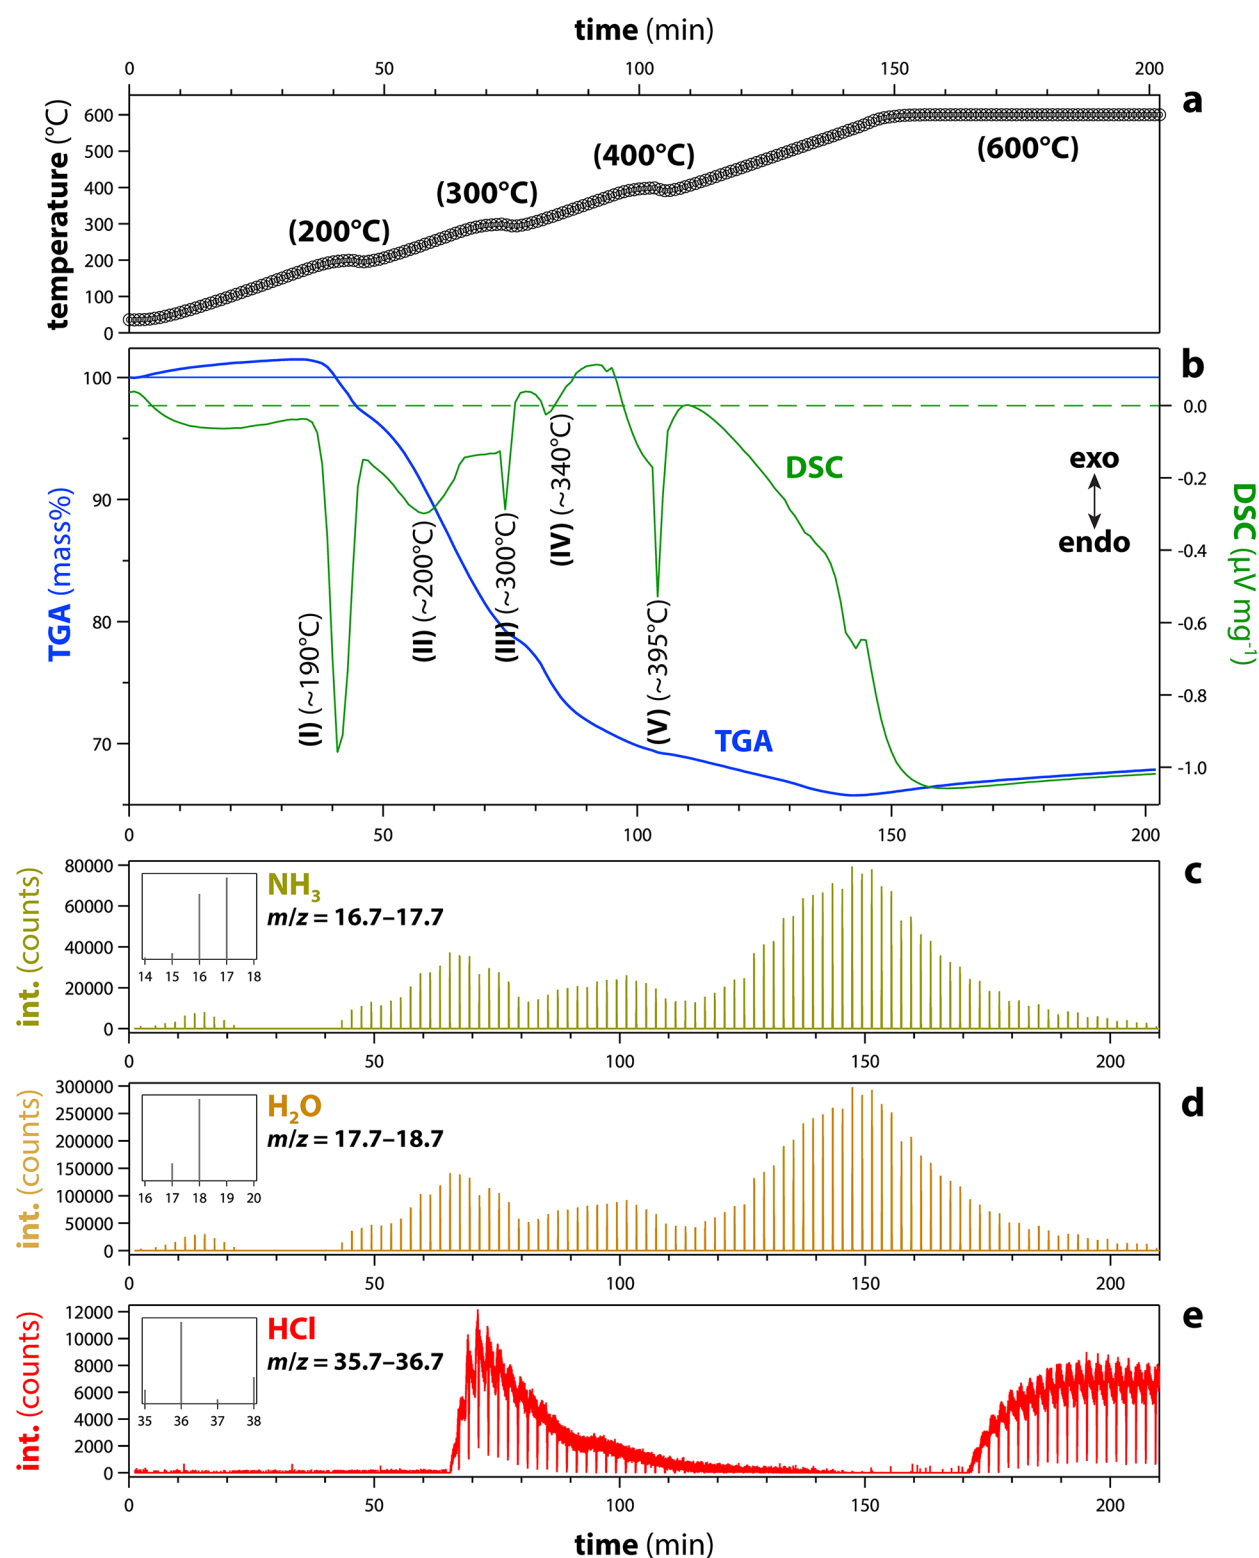 time (min)
0 50 100 150 200
a
temperature (°C)
600
500
400
300
200
100
0
(200°C)
(300°C)
(400°C)
(600°C)
b
TGA (mass%)
100
90
80
70
DSC (µV mg-1)
0.0
-0.2
-0.4
-0.6
-0.8
-1.0
exo
endo
DSC
TGA
(I) (~190°C)
(II) (~200°C)
(III) (~300°C)
(IV) (~340°C)
(V) (~395°C)
0 50 100 150 200
c
int. (counts)
80000
60000
40000
20000
0
NH3
m/z = 16.7–17.7
14 15 16 17 18
0 50 100 150 200
d
int. (counts)
300000
250000
200000
150000
100000
50000
0
H2O
m/z = 17.7–18.7
16 17 18 19 20
0 50 100 150 200
e
int. (counts)
12000
10000
8000
6000
4000
2000
0
HCl
m/z = 35.7–36.7
35 36 37 38
0 50 100 150 200
time (min)